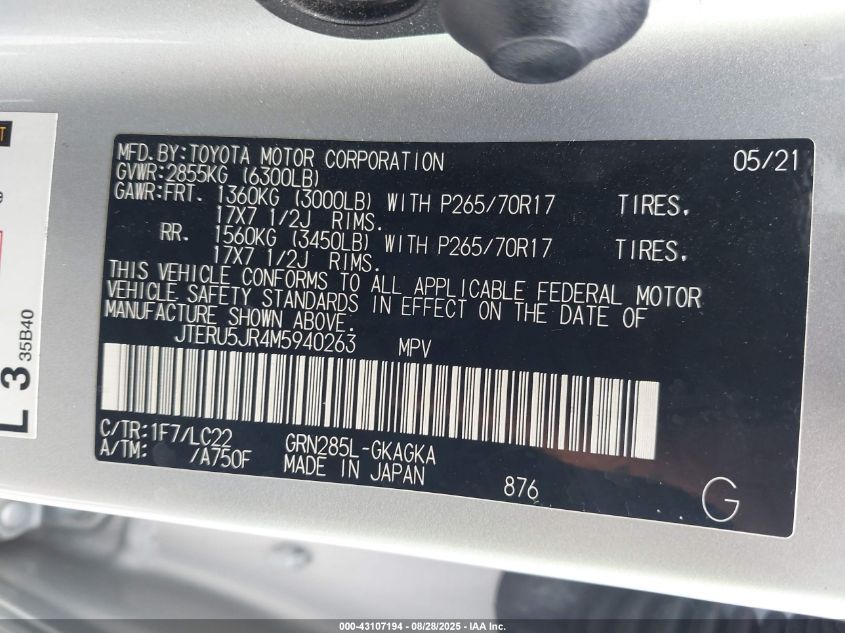 MFD.BY:TOYOTA MOTOR CORPORATION 05/21
GVWR:2855KG (6300LB)
GAWR:FRT. 1360KG (3000LB) WITH P265/70R17 TIRES.
17X7 1/2J RIMS.
RR. 1560KG (3450LB) WITH P265/70R17 TIRES.
17X7 1/2J RIMS.
THIS VEHICLE CONFORMS TO ALL APPLICABLE FEDERAL MOTOR
VEHICLE SAFETY STANDARDS IN EFFECT ON THE DATE OF
MANUFACTURE SHOWN ABOVE.
JTERU5JR4M5940263 MPV
C/TR:1F7/LC22 GRN285L-GKAGKA
A/TM: /A750F MADE IN JAPAN 876
G
L 3 35B40
000-43107194 - 08/28/2025 - IAA Inc.